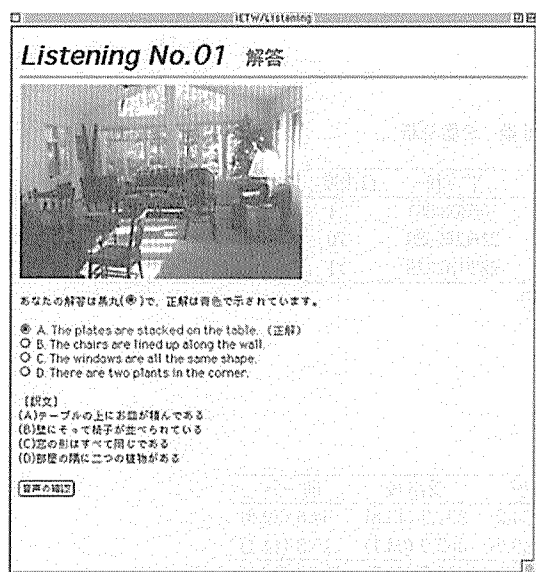 iETW/Listening
Listening No.01 解答
あなたの解答は黒丸(◉)で、正解は青色で示されています。
◉ A. The plates are stacked on the table. (正解)
○ B. The chairs are lined up along the wall.
○ C. The windows are all the same shape.
○ D. There are two plants in the corner.
[訳文]
(A)テーブルの上にお皿が積んである
(B)壁にそって椅子が並べられている
(C)窓の形はすべて同じである
(D)部屋の隅に二つの植物がある
音声の確認